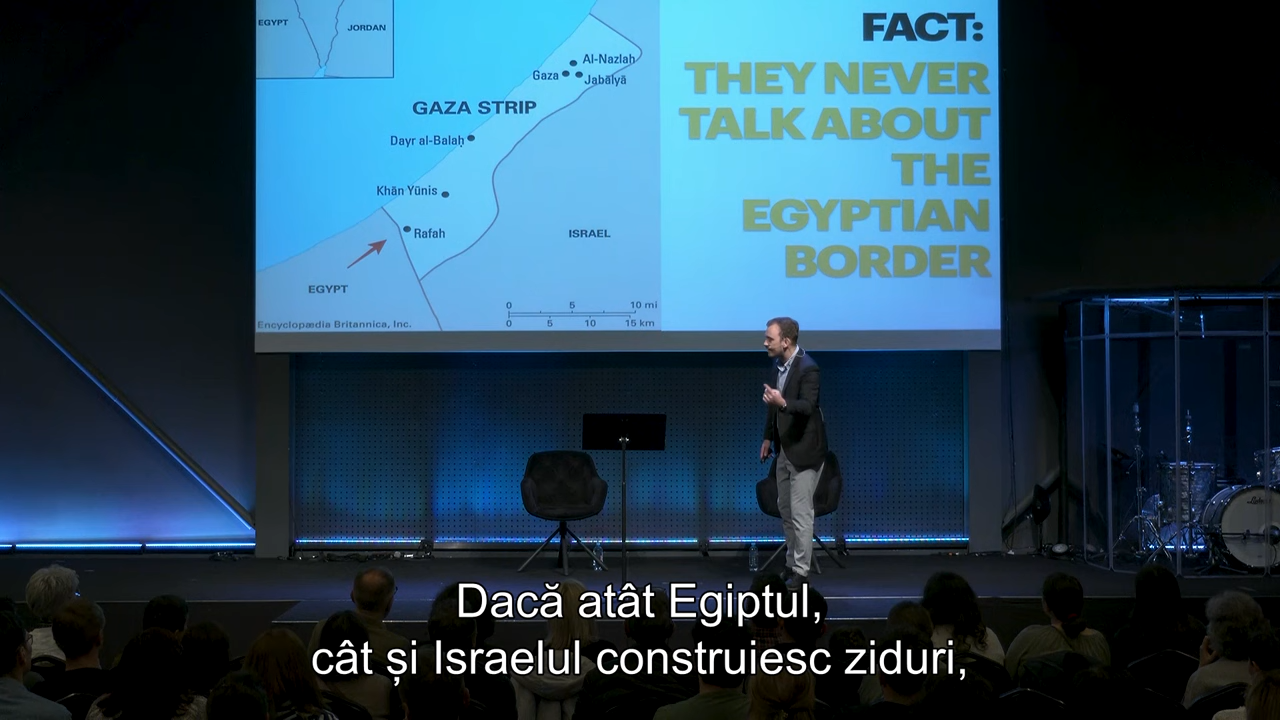 EGYPT
JORDAN
Al-Nazlah
Gaza
Jabālyā
GAZA STRIP
Dayr al-Balaḥ
Khān Yūnis
Rafah
ISRAEL
EGYPT
0 5 10 mi
0 5 10 15 km
Encyclopædia Britannica, Inc.
FACT:
THEY NEVER
TALK ABOUT
THE
EGYPTIAN
BORDER
Dacă atât Egiptul,
cât și Israelul construiesc ziduri,